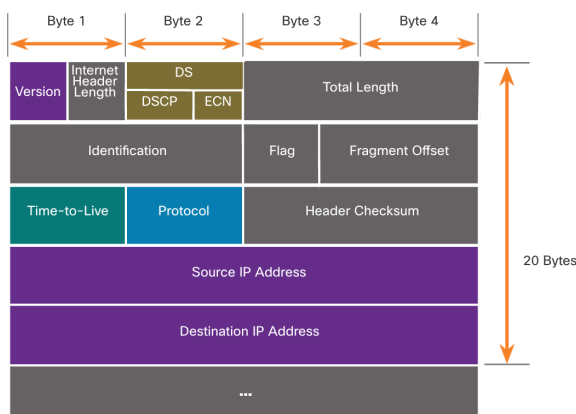 Byte 1 Byte 2 Byte 3 Byte 4
Version
Internet
Header
Length
DS
DSCP ECN
Total Length
Identification Flag Fragment Offset
Time-to-Live Protocol Header Checksum
Source IP Address
20 Bytes
Destination IP Address
...